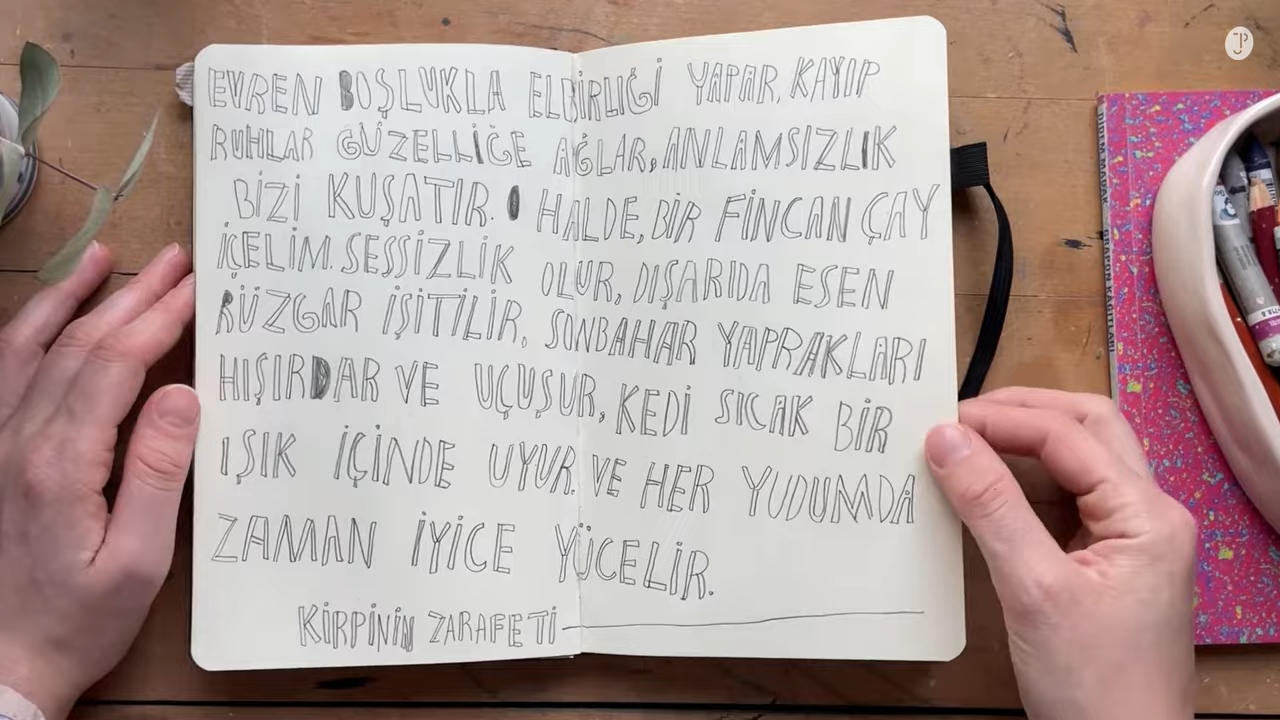 EVREN BOŞLUKLA ELBİRLİĞİ YAPAR, KAYIP
RUHLAR GÜZELLİĞE AĞLAR, ANLAMSIZLIK
BİZİ KUŞATIR. O HALDE, BİR FİNCAN ÇAY
İÇELİM. SESSİZLİK OLUR, DIŞARIDA ESEN
RÜZGAR İŞİTİLİR, SONBAHAR YAPRAKLARI
HIŞIRDAR VE UÇUŞUR, KEDİ SICAK BİR
IŞIK İÇİNDE UYUR. VE HER YUDUMDA
ZAMAN İYİCE YÜCELİR.
KİRPİNİN ZARAFETİ
GRAPON KAĞITLARI